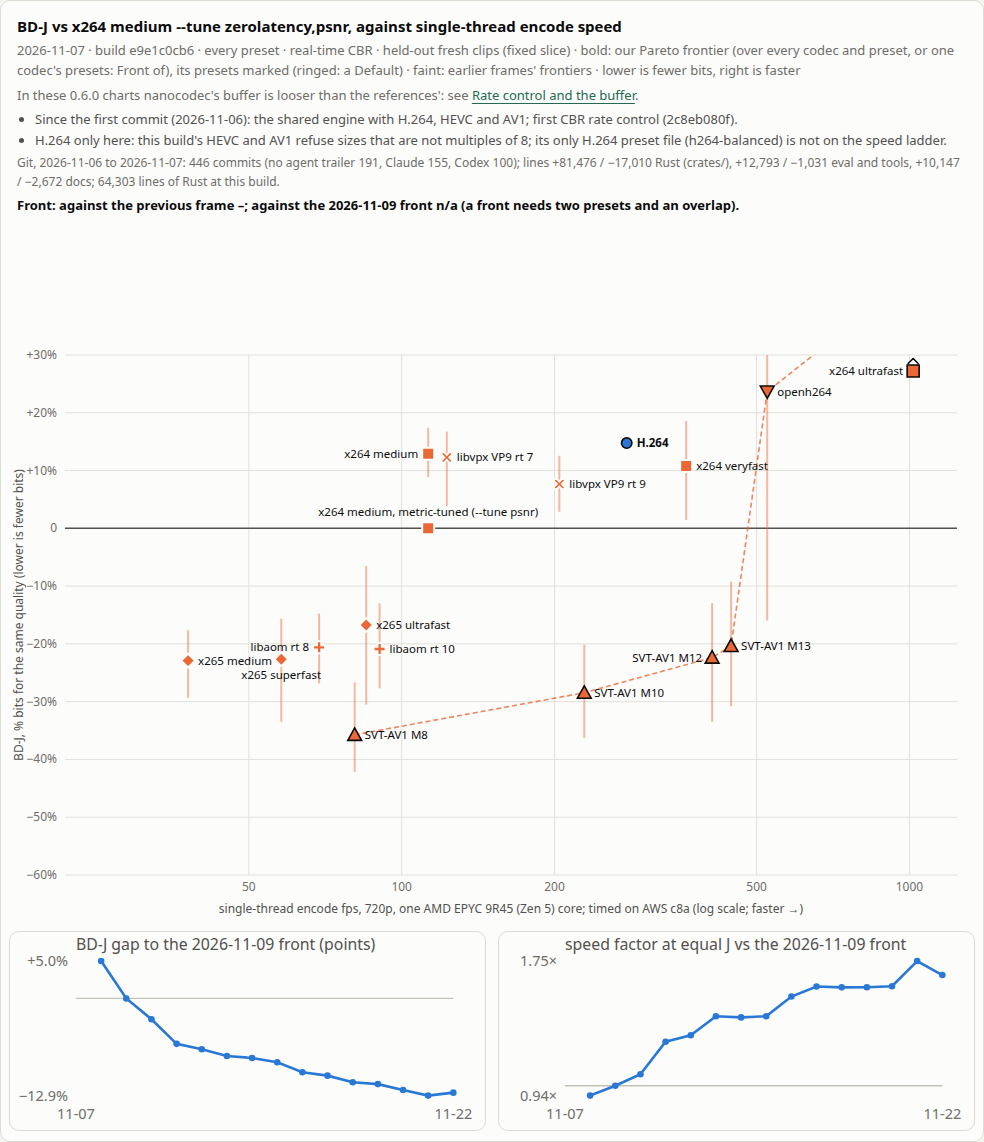 BD-J vs x264 medium --tune zerolatency,psnr, against single-thread encode speed
2026-11-07 · build e9e1c0cb6 · every preset · real-time CBR · held-out fresh clips (fixed slice) · bold: our Pareto frontier (over every codec and preset, or one
codec's presets: Front of), its presets marked (ringed: a Default) · faint: earlier frames' frontiers · lower is fewer bits, right is faster
In these 0.6.0 charts nanocodec's buffer is looser than the references': see Rate control and the buffer.
• Since the first commit (2026-11-06): the shared engine with H.264, HEVC and AV1; first CBR rate control (2c8eb080f).
• H.264 only here: this build's HEVC and AV1 refuse sizes that are not multiples of 8; its only H.264 preset file (h264-balanced) is not on the speed ladder.
Git, 2026-11-06 to 2026-11-07: 446 commits (no agent trailer 191, Claude 155, Codex 100); lines +81,476 / −17,010 Rust (crates/), +12,793 / −1,031 eval and tools, +10,147
/ −2,672 docs; 64,303 lines of Rust at this build.
Front: against the previous frame –; against the 2026-11-09 front n/a (a front needs two presets and an overlap).
+30%
x264 ultrafast
openh264
+20%
H.264
x264 medium
libvpx VP9 rt 7
+10%
x264 veryfast
libvpx VP9 rt 9
x264 medium, metric-tuned (--tune psnr)
0
BD-J, % bits for the same quality (lower is fewer bits)
−10%
x265 ultrafast
−20%
libaom rt 8
libaom rt 10
SVT-AV1 M13
x265 medium
SVT-AV1 M12
x265 superfast
SVT-AV1 M10
−30%
SVT-AV1 M8
−40%
−50%
−60%
50
100
200
500
1000
single-thread encode fps, 720p, one AMD EPYC 9R45 (Zen 5) core; timed on AWS c8a (log scale; faster →)
BD-J gap to the 2026-11-09 front (points)
+5.0%
−12.9%
11-07
11-22
speed factor at equal J vs the 2026-11-09 front
1.75×
0.94×
11-07
11-22